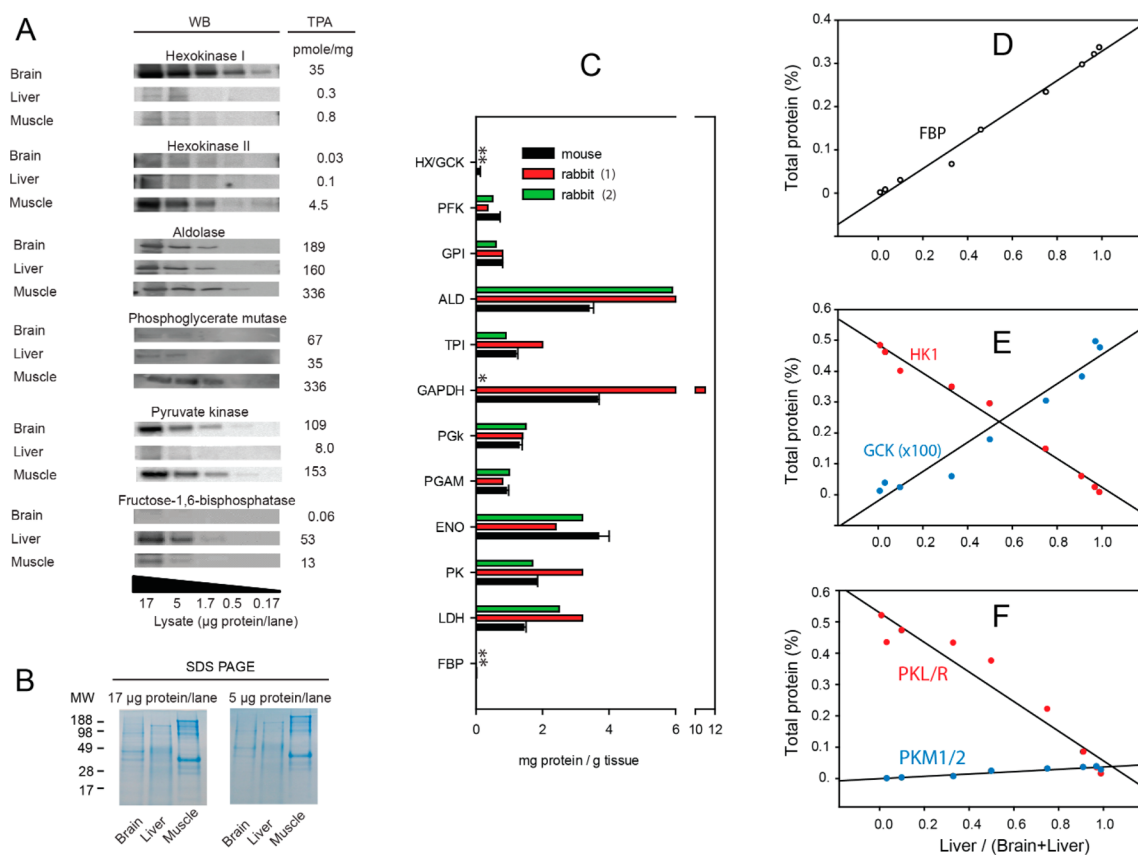 A
WB
TPA
pmole/mg
Hexokinase I
Brain 35
Liver 0.3
Muscle 0.8
Hexokinase II
Brain 0.03
Liver 0.1
Muscle 4.5
Aldolase
Brain 189
Liver 160
Muscle 336
Phosphoglycerate mutase
Brain 67
Liver 35
Muscle 336
Pyruvate kinase
Brain 109
Liver 8.0
Muscle 153
Fructose-1,6-bisphosphatase
Brain 0.06
Liver 53
Muscle 13
17 5 1.7 0.5 0.17
Lysate (µg protein/lane)
B
SDS PAGE
MW 17 µg protein/lane 5 µg protein/lane
188
98
49
28
17
Brain Liver Muscle Brain Liver Muscle
C
mouse
rabbit (1)
rabbit (2)
HX/GCK **
PFK
GPI
ALD
TPI
GAPDH *
PGk
PGAM
ENO
PK
LDH
FBP **
0 2 4 6 10 12
mg protein / g tissue
D
Total protein (%)
0.4
0.3
0.2
0.1
0
FBP
0.0 0.2 0.4 0.6 0.8 1.0
E
Total protein (%)
0.6
0.5
0.4
0.3
0.2
0.1
0.
HK1
GCK (x100)
0.0 0.2 0.4 0.6 0.8 1.0
F
Total protein (%)
0.6
0.5
0.4
0.3
0.2
0.1
0.
PKL/R
PKM1/2
0.0 0.2 0.4 0.6 0.8 1.0
Liver / (Brain+Liver)